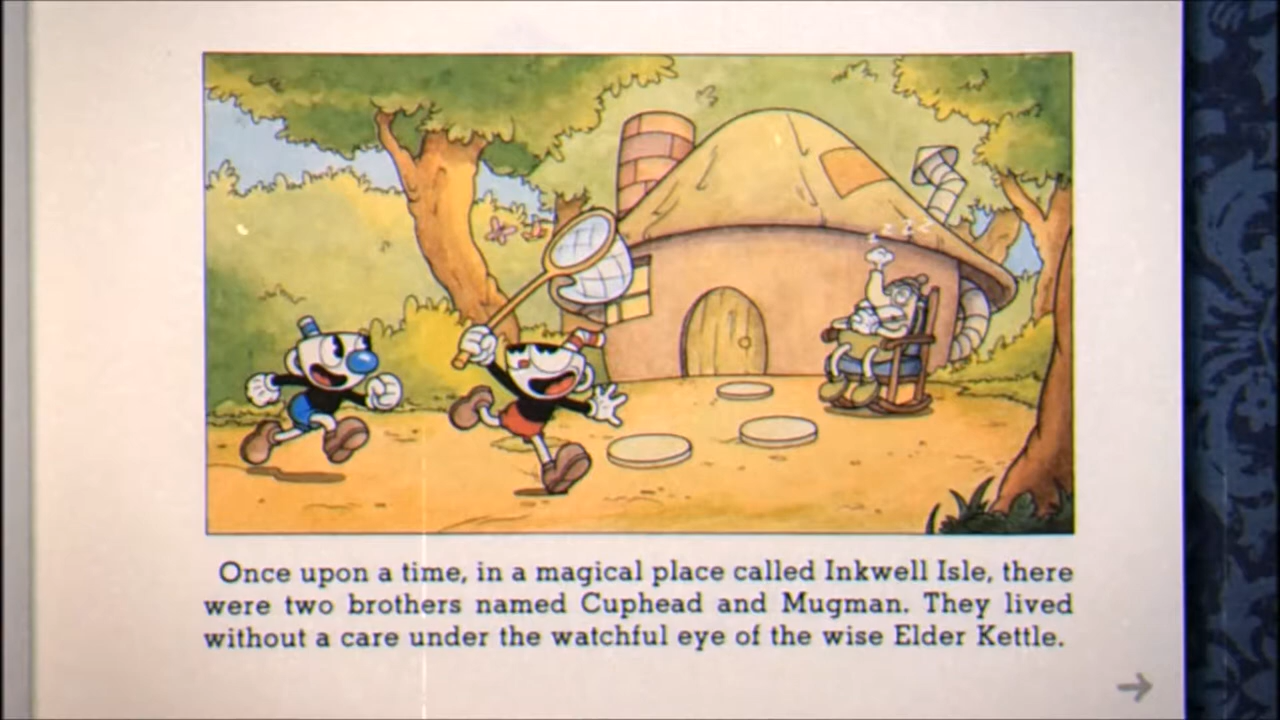 z z z z
Once upon a time, in a magical place called Inkwell Isle, there
were two brothers named Cuphead and Mugman. They lived
without a care under the watchful eye of the wise Elder Kettle.